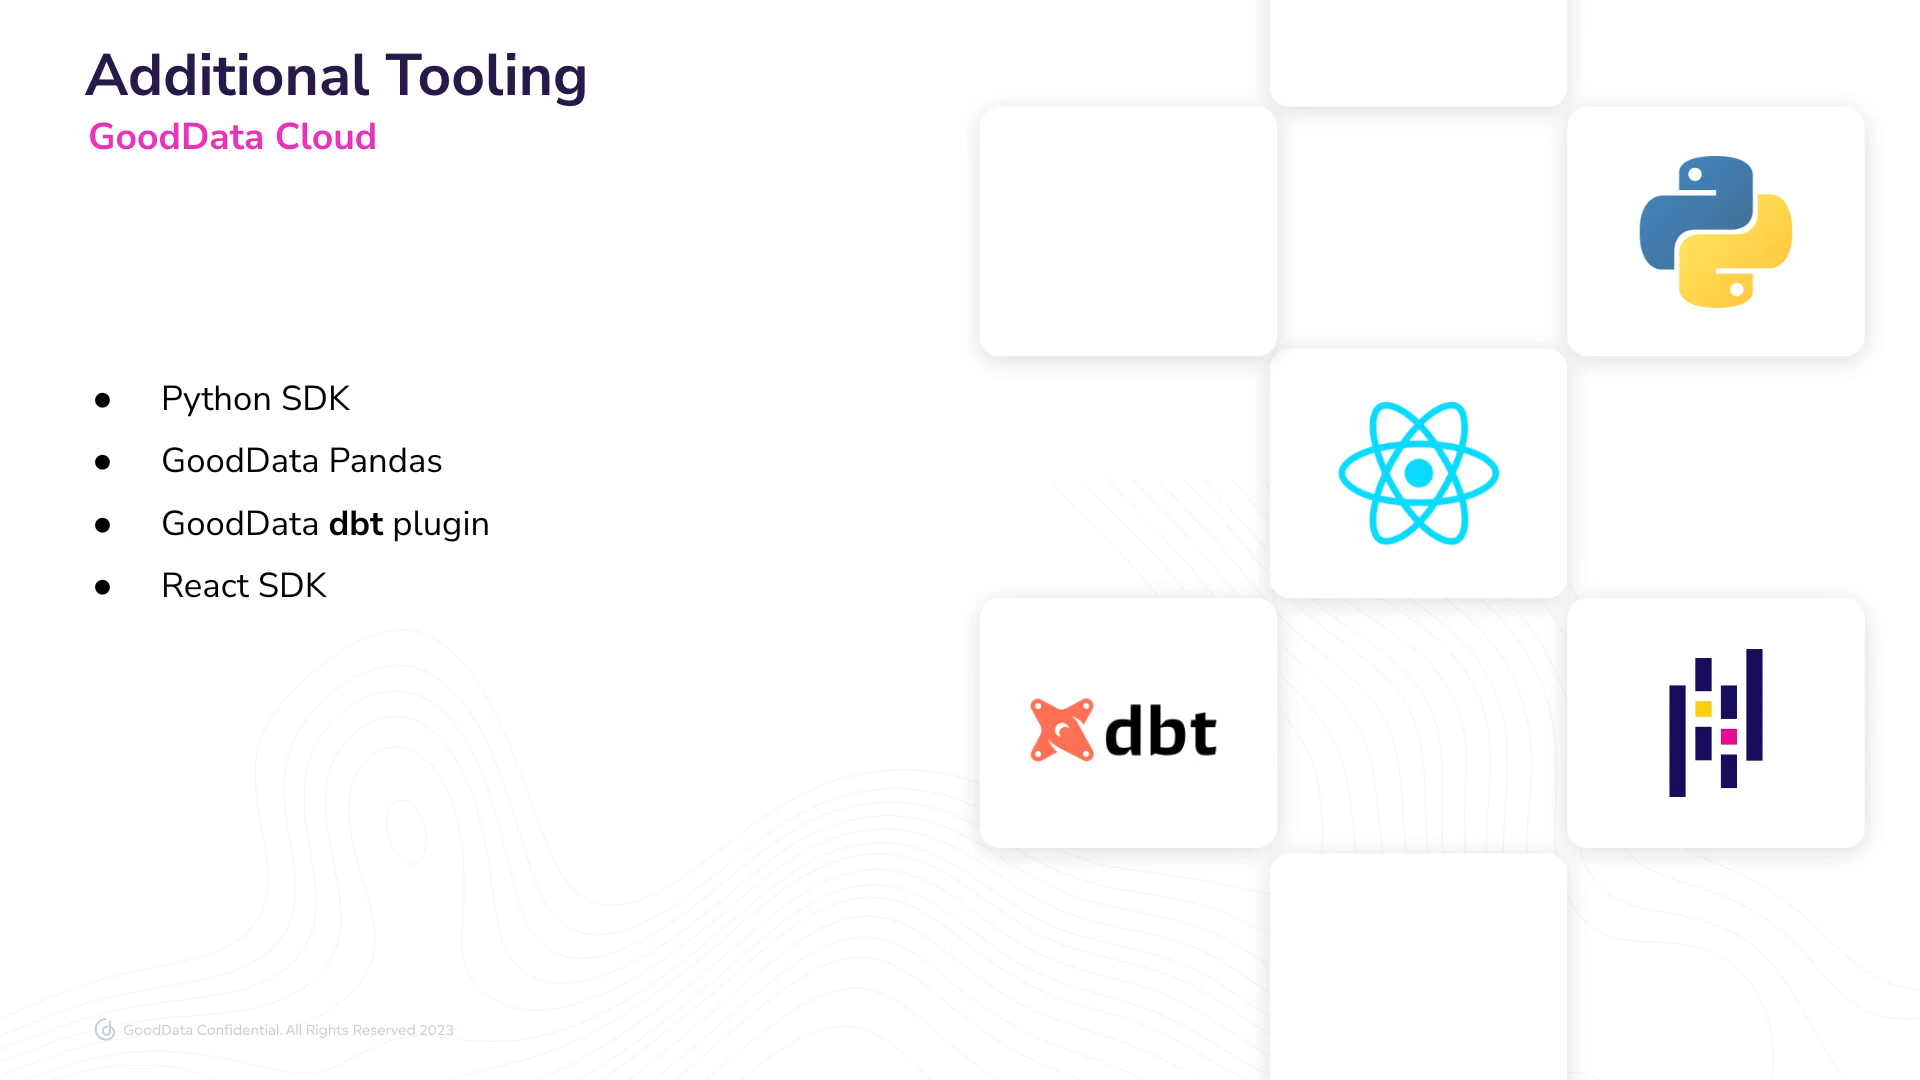 Additional Tooling
GoodData Cloud
● Python SDK
● GoodData Pandas
● GoodData dbt plugin
● React SDK
dbt
GoodData Confidential. All Rights Reserved 2023